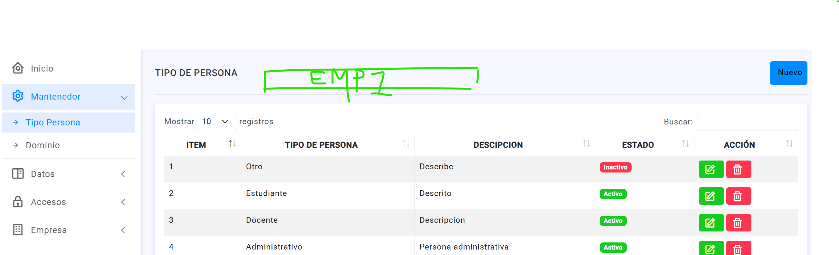 TIPO DE PERSONA
EMP1
Nuevo
Inicio
Mantenedor
Tipo Persona
Dominio
Datos
Accesos
Empresa
Mostrar 10 registros
Buscar:
ITEM TIPO DE PERSONA DESCIPCION ESTADO ACCIÓN
1 Otro Describe Inactivo
2 Estudiante Descrito Activo
3 Docente Descripcion Activo
4 Administrativo Persona administrativa Activo